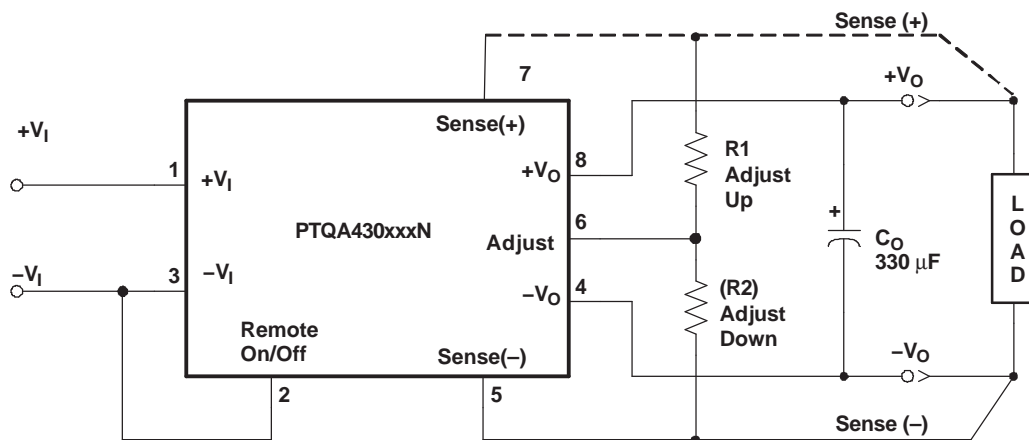 Sense (+)
7
+VO
+VI
Sense(+)
R1
Adjust
Up
8
+VO
1
+VI
L
O
A
D
+
CO
330 μF
PTQA430xxxN
6
Adjust
−VI
3
−VI
4
−VO
(R2)
Adjust
Down
Remote
On/Off
Sense(−)
−VO
2
5
Sense (−)